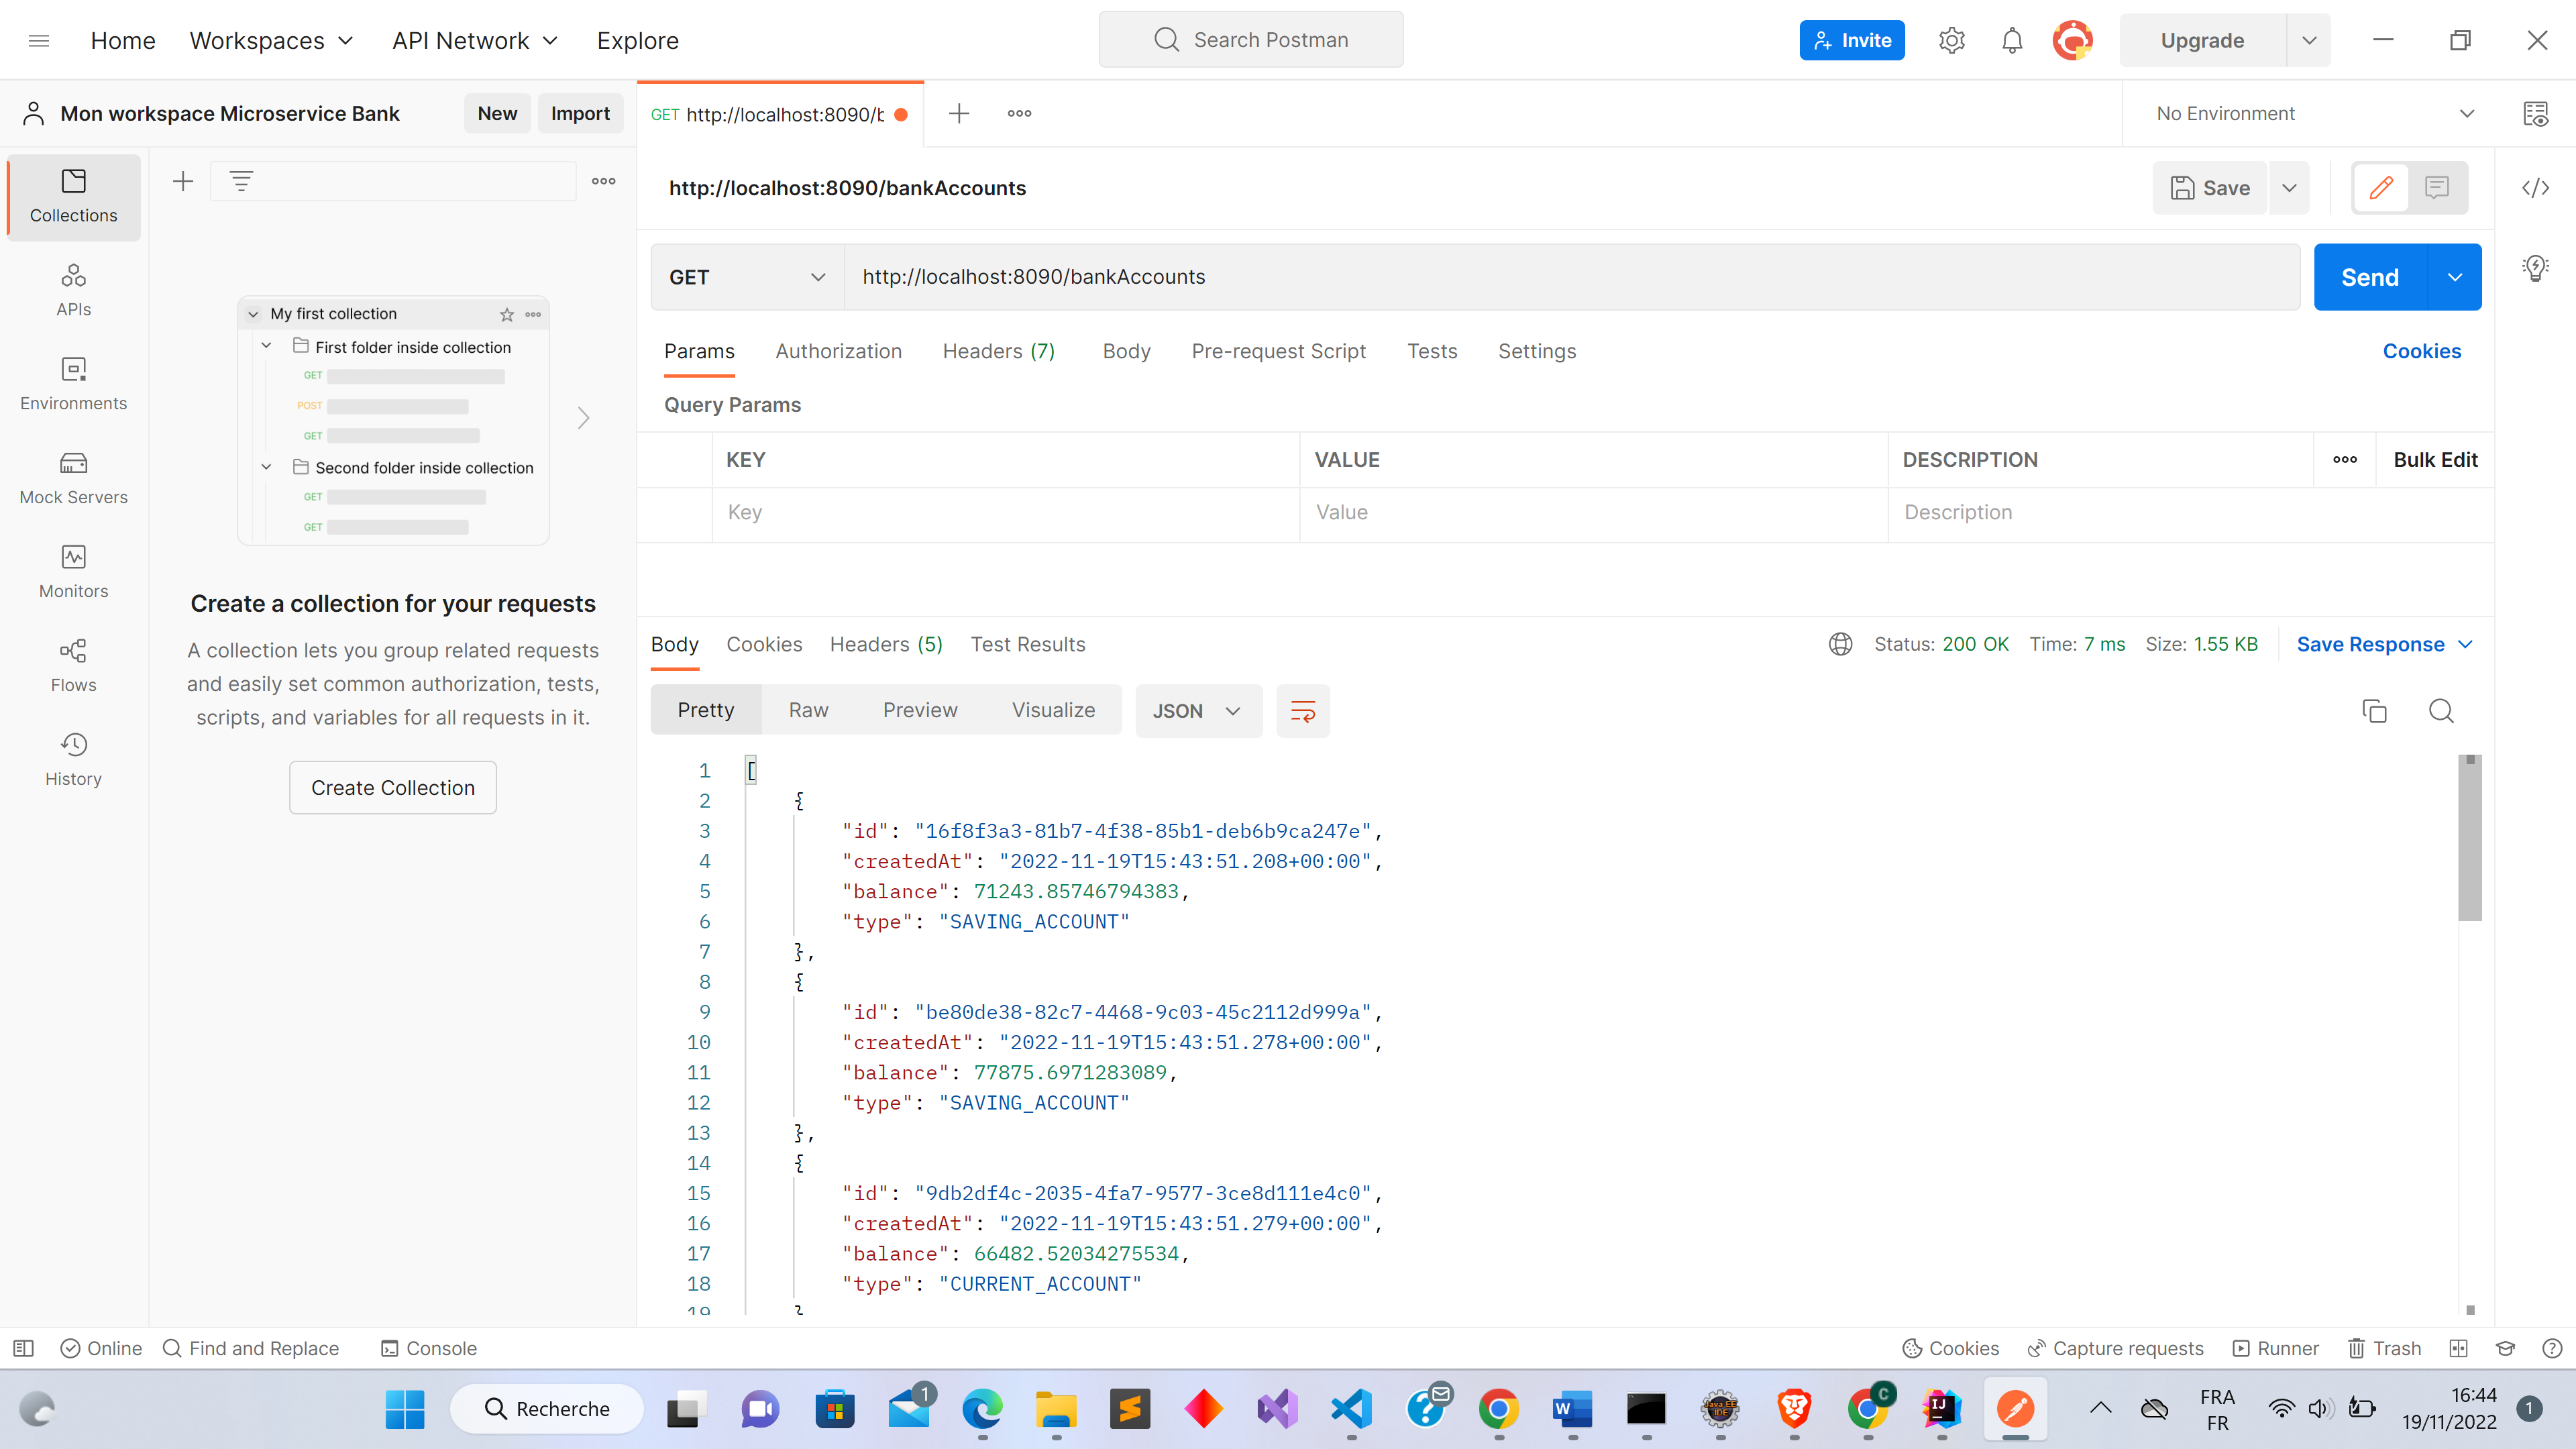 Home Workspaces API Network Explore Search Postman Invite Upgrade
Mon workspace Microservice Bank New Import GET http://localhost:8090/b No Environment
Collections
APIs
Environments
Mock Servers
Monitors
Flows
History
My first collection
First folder inside collection
GET
POST
GET
Second folder inside collection
GET
GET
Create a collection for your requests
A collection lets you group related requests
and easily set common authorization, tests,
scripts, and variables for all requests in it.
Create Collection
http://localhost:8090/bankAccounts Save
GET http://localhost:8090/bankAccounts Send
Params Authorization Headers (7) Body Pre-request Script Tests Settings Cookies
Query Params
KEY VALUE DESCRIPTION Bulk Edit
Key Value Description
Body Cookies Headers (5) Test Results Status: 200 OK Time: 7 ms Size: 1.55 KB Save Response
Pretty Raw Preview Visualize JSON
1 [
2 {
3 "id": "16f8f3a3-81b7-4f38-85b1-deb6b9ca247e",
4 "createdAt": "2022-11-19T15:43:51.208+00:00",
5 "balance": 71243.85746794383,
6 "type": "SAVING_ACCOUNT"
7 },
8 {
9 "id": "be80de38-82c7-4468-9c03-45c2112d999a",
10 "createdAt": "2022-11-19T15:43:51.278+00:00",
11 "balance": 77875.6971283089,
12 "type": "SAVING_ACCOUNT"
13 },
14 {
15 "id": "9db2df4c-2035-4fa7-9577-3ce8d111e4c0",
16 "createdAt": "2022-11-19T15:43:51.279+00:00",
17 "balance": 66482.52034275534,
18 "type": "CURRENT_ACCOUNT"
19 }
Online Find and Replace Console Cookies Capture requests Runner Trash
Recherche 1 W Java EE IDE C IJ FRA 16:44 1
FR 19/11/2022